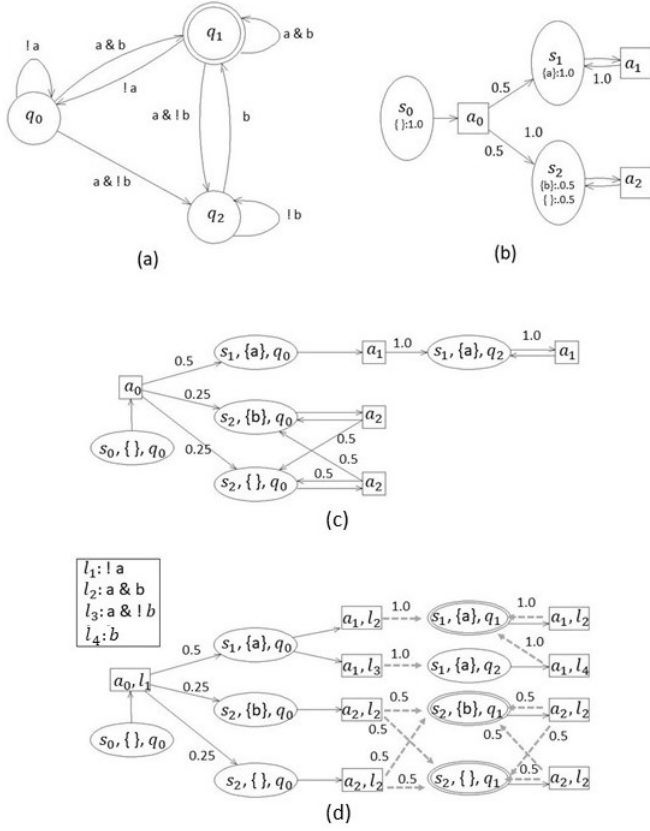 ! a
a & b
! a
q₁
a & b
q₀
a & ! b
b
a & ! b
q₂
! b
(a)
s₀
{ }:1.0
a₀
0.5
s₁
{a}:1.0
1.0
a₁
0.5
1.0
s₂
{b}:.0.5
{ }:.0.5
a₂
(b)
a₀
s₀, { }, q₀
0.5
s₁, {a}, q₀
a₁
1.0
s₁, {a}, q₂
1.0
a₁
0.25
s₂, {b}, q₀
a₂
0.5
0.25
s₂, { }, q₀
0.5
0.5
a₂
(c)
l₁: ! a
l₂: a & b
l₃: a & ! b
l₄: b
a₀, l₁
s₀, { }, q₀
0.5
s₁, {a}, q₀
a₁, l₂
1.0
s₁, {a}, q₁
1.0
a₁, l₂
a₁, l₃
1.0
s₁, {a}, q₂
1.0
a₁, l₄
0.25
s₂, {b}, q₀
a₂, l₂
0.5
s₂, {b}, q₁
0.5
a₂, l₂
0.5
0.5
0.5
0.25
s₂, { }, q₀
a₂, l₂
0.5
s₂, { }, q₁
0.5
a₂, l₂
(d)